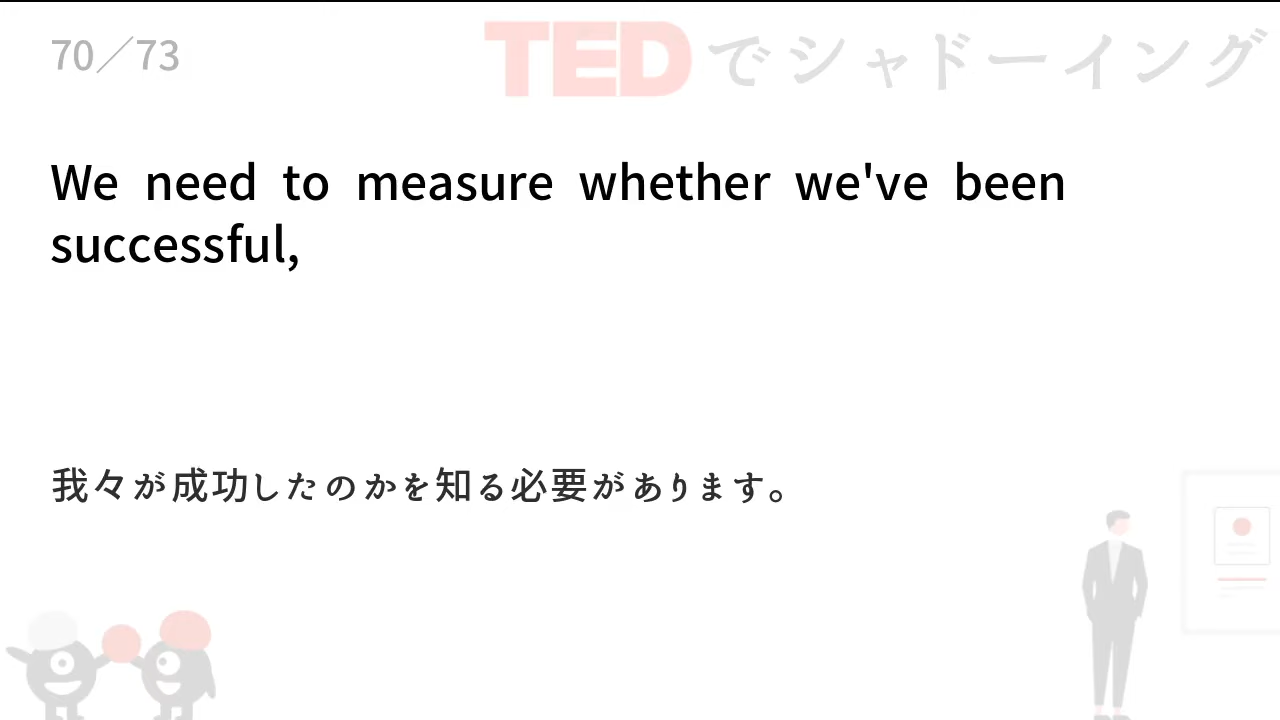 70／73
TEDでシャドーイング
We need to measure whether we've been
successful,
我々が成功したのかを知る必要があります。